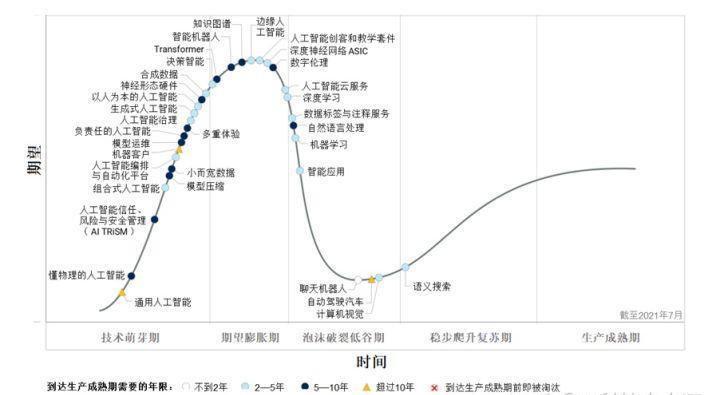 期望
知识图谱
智能机器人
Transformer
决策智能
合成数据
神经形态硬件
以人为本的人工智能
生成式人工智能
人工智能治理
负责任的人工智能
模型运维
机器客户
人工智能编排
与自动化平台
组合式人工智能
人工智能信任、
风险与安全管理
（ AI TRiSM ）
懂物理的人工智能
通用人工智能
多重体验
小而宽数据
模型压缩
边缘人
工智能
人工智能创客和教学套件
深度神经网络 ASIC
数字伦理
人工智能云服务
深度学习
数据标签与注释服务
自然语言处理
机器学习
智能应用
聊天机器人
自动驾驶汽车
计算机视觉
语义搜索
截至2021年7月
技术萌芽期
期望膨胀期
泡沫破裂低谷期
稳步爬升复苏期
生产成熟期
时间
到达生产成熟期需要的年限：
不到2年
2—5年
5—10年
超过10年
到达生产成熟期前即被淘汰